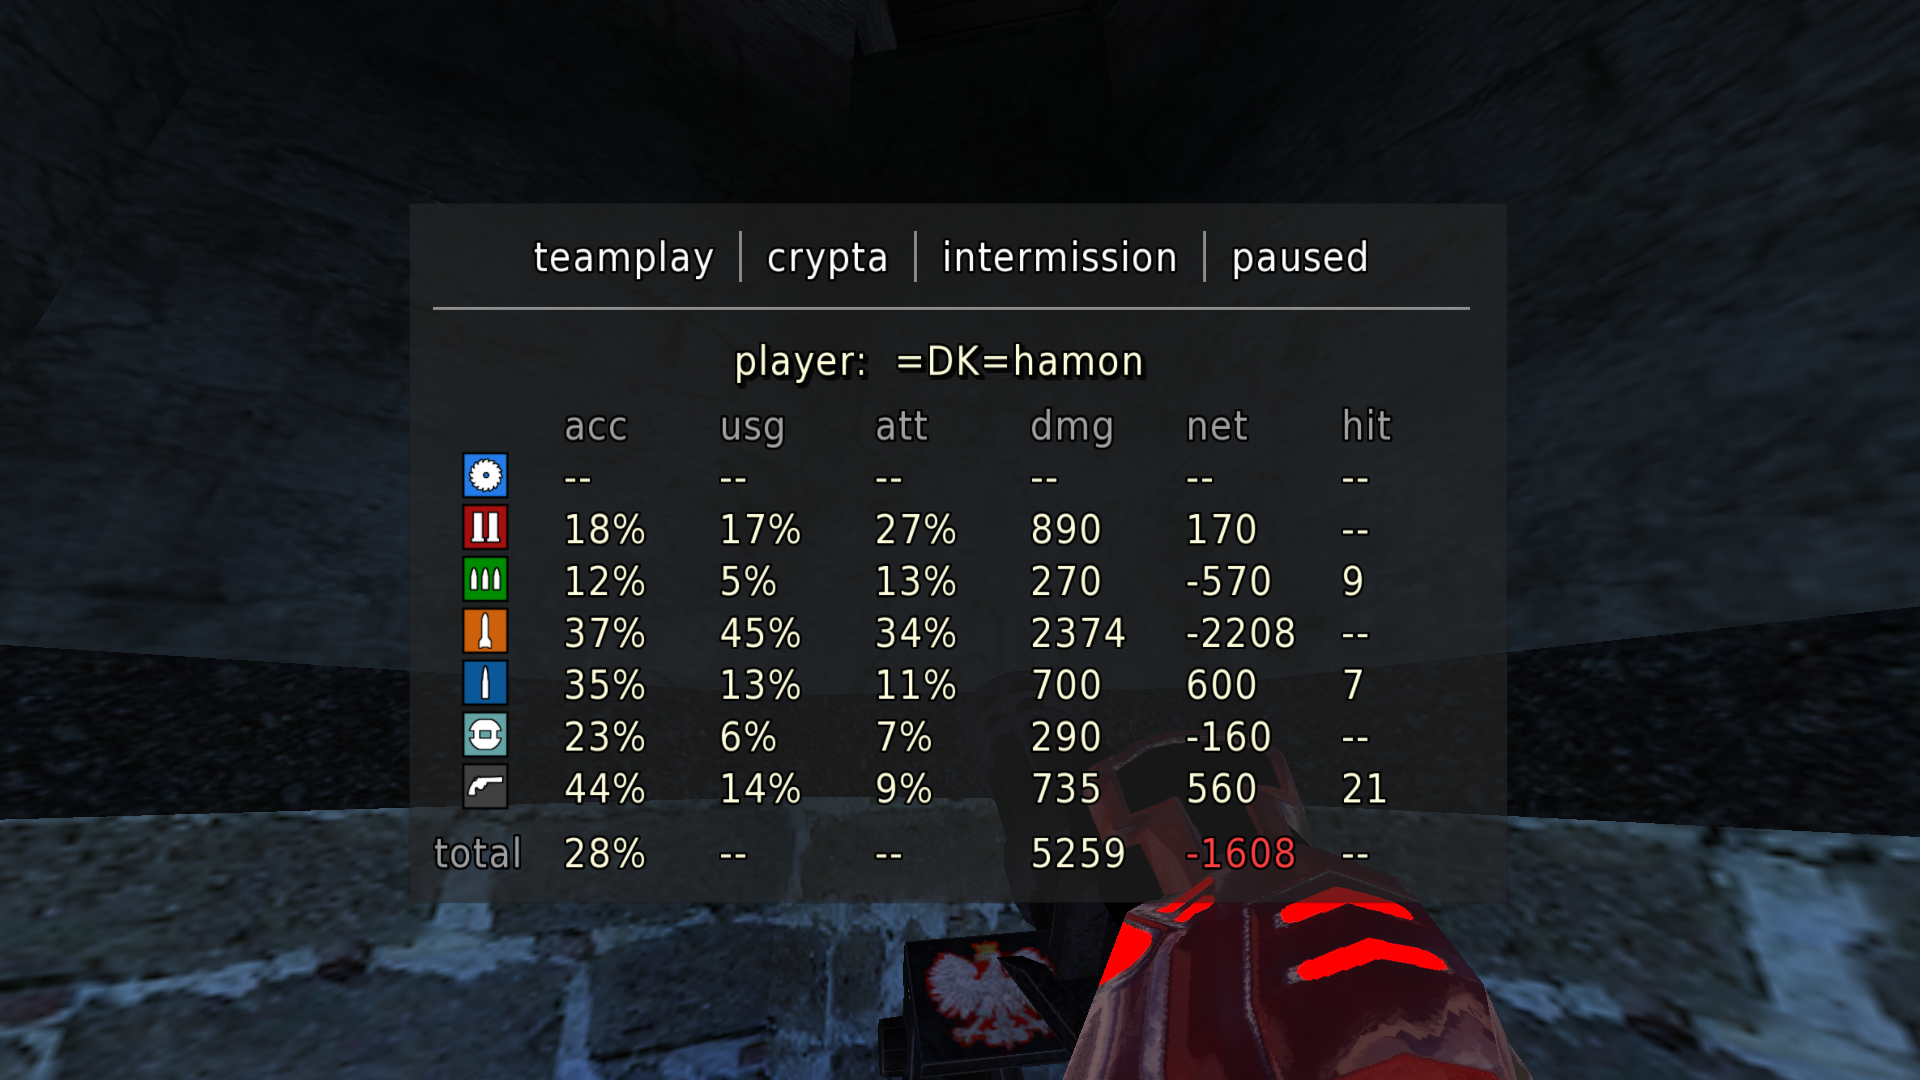 teamplay | crypta | intermission | paused
player: =DK=hamon
acc usg att dmg net hit
-- -- -- -- -- --
18% 17% 27% 890 170 --
12% 5% 13% 270 -570 9
37% 45% 34% 2374 -2208 --
35% 13% 11% 700 600 7
23% 6% 7% 290 -160 --
44% 14% 9% 735 560 21
total 28% -- -- 5259 -1608 --